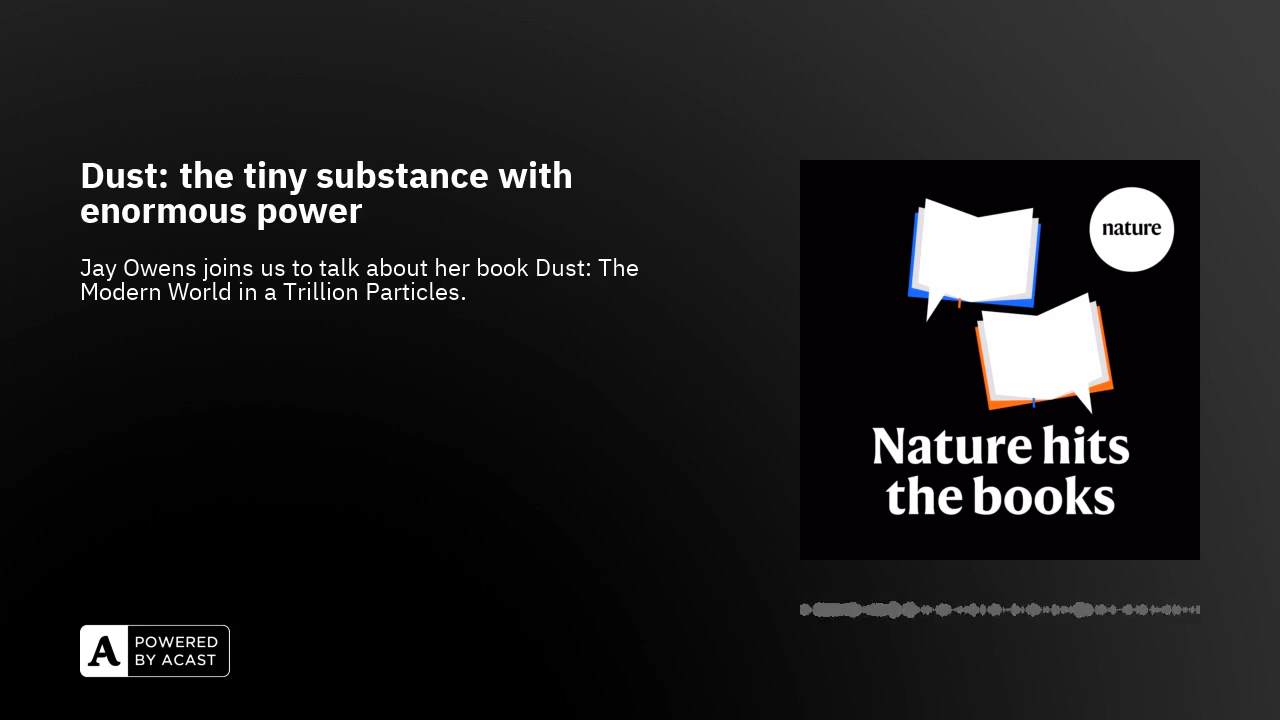 Dust: the tiny substance with
enormous power
Jay Owens joins us to talk about her book Dust: The
Modern World in a Trillion Particles.
nature
Nature hits
the books
A
POWERED
BY ACAST